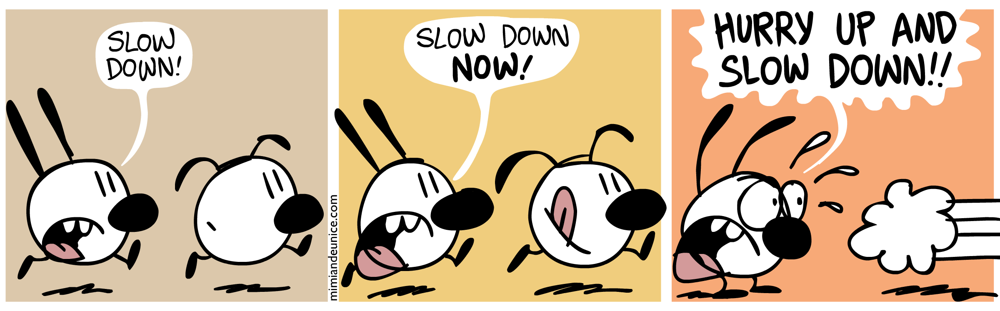 SLOW
DOWN!
SLOW DOWN
NOW!
HURRY UP AND
SLOW DOWN!!
mimiandeunice.com